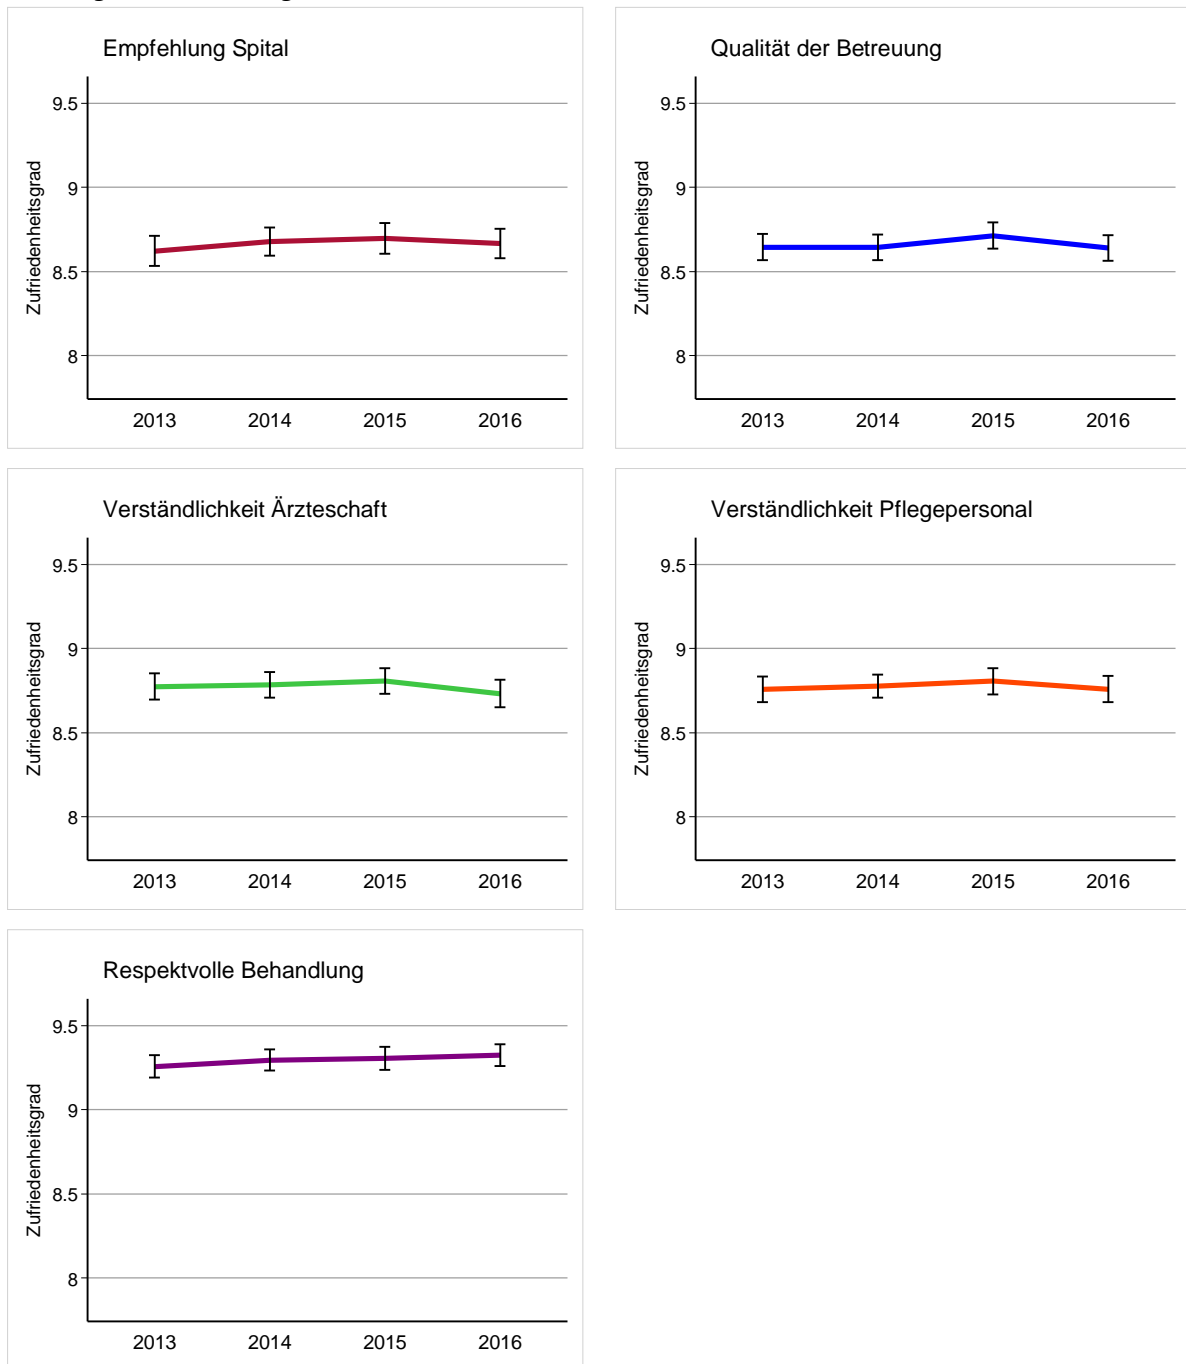 Empfehlung Spital
9.5
9
8.5
8
Zufriedenheitsgrad
2013 2014 2015 2016
Qualität der Betreuung
9.5
9
8.5
8
Zufriedenheitsgrad
2013 2014 2015 2016
Verständlichkeit Ärzteschaft
9.5
9
8.5
8
Zufriedenheitsgrad
2013 2014 2015 2016
Verständlichkeit Pflegepersonal
9.5
9
8.5
8
Zufriedenheitsgrad
2013 2014 2015 2016
Respektvolle Behandlung
9.5
9
8.5
8
Zufriedenheitsgrad
2013 2014 2015 2016